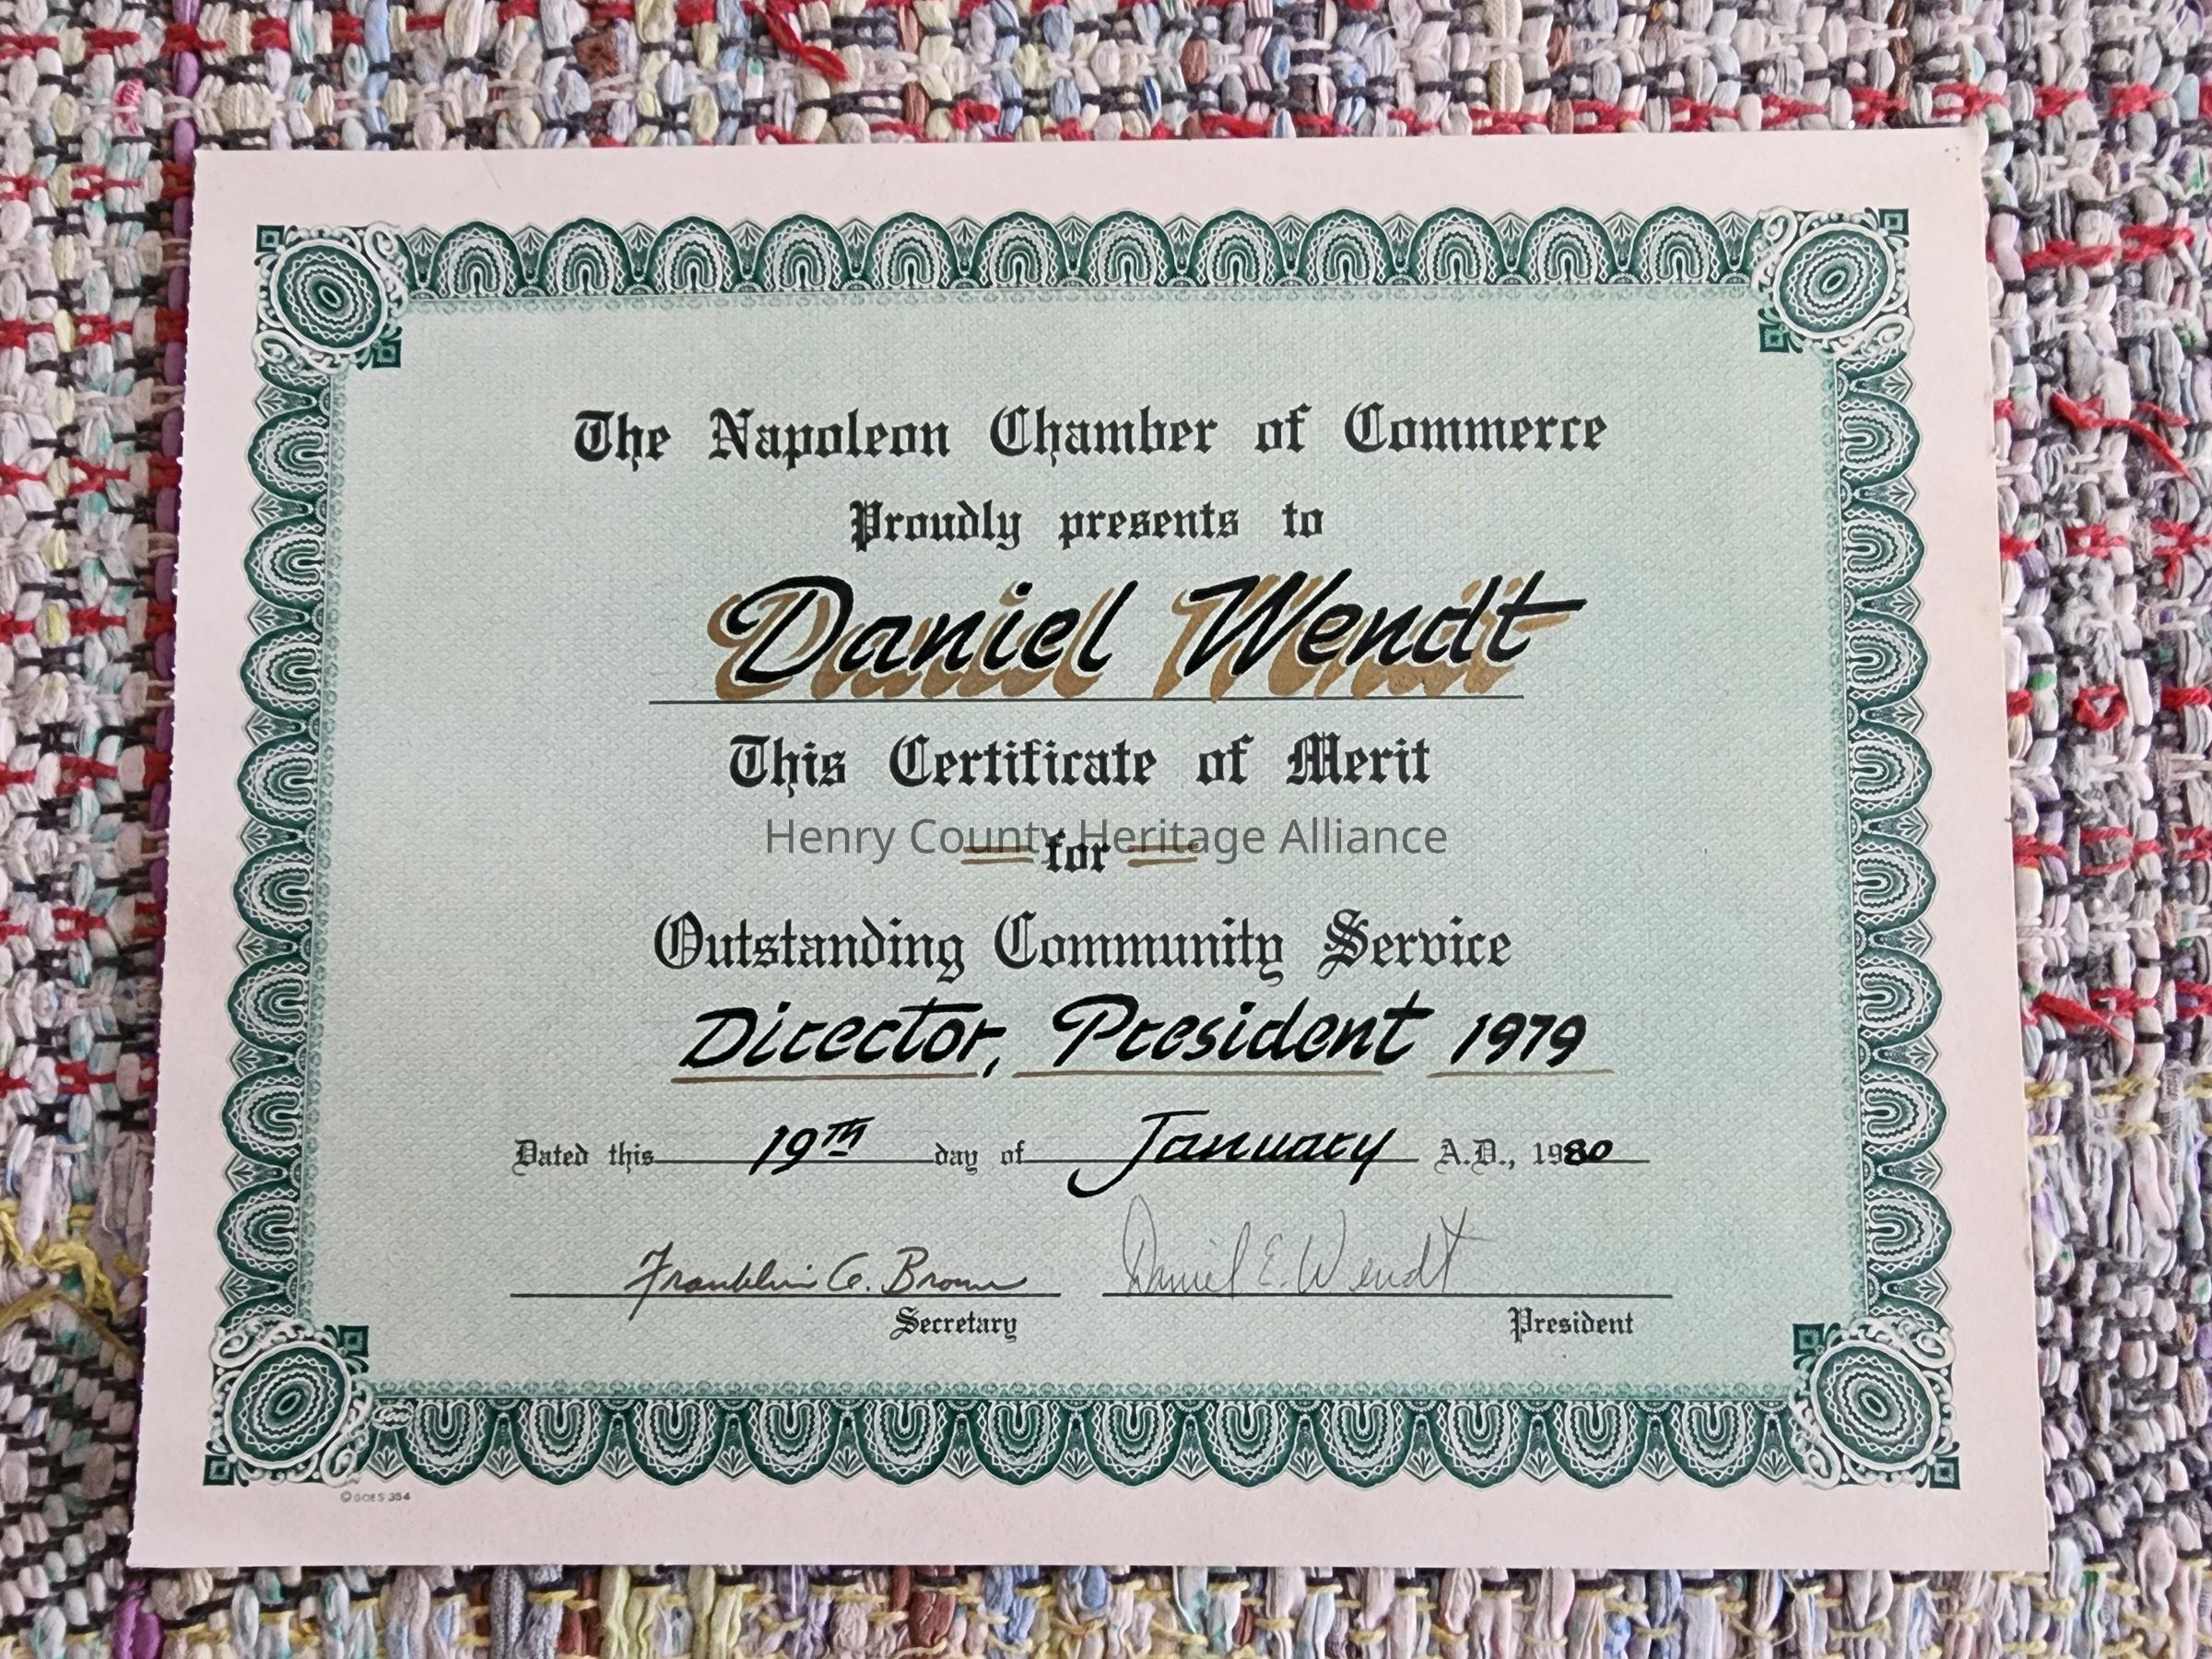 The Napoleon Chamber of Commerce
Proudly presents to
Daniel Wendt
This Certificate of Merit
Henry County Heritage Alliance
for
Outstanding Community Service
Director, President 1979
Dated this 19th day of January A.D., 1980
Franklin G. Brown Daniel E. Wendt
Secretary President
©GOES 354